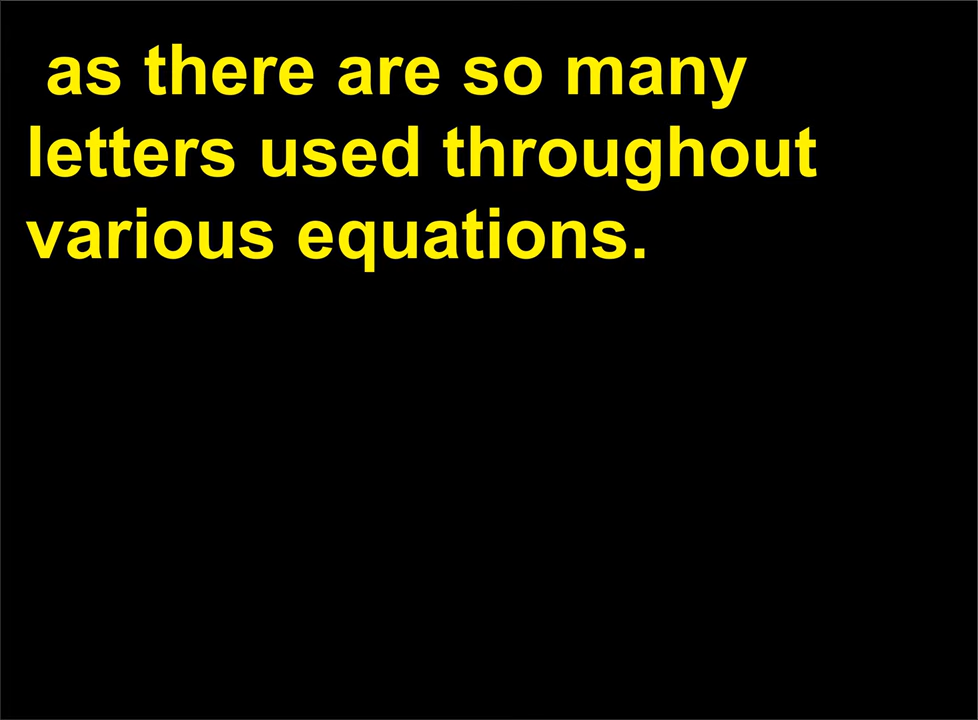 as there are so many
letters used throughout
various equations.